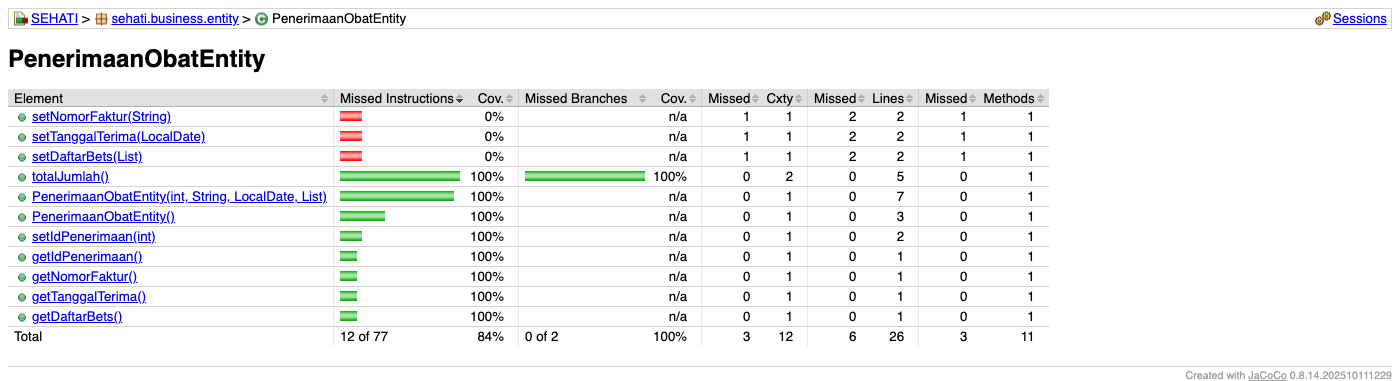 SEHATI > sehati.business.entity > PenerimaanObatEntity Sessions
PenerimaanObatEntity
Element Missed Instructions Cov. Missed Branches Cov. Missed Cxty Missed Lines Missed Methods
setNomorFaktur(String) 0% n/a 1 1 2 2 1 1
setTanggalTerima(LocalDate) 0% n/a 1 1 2 2 1 1
setDaftarBets(List) 0% n/a 1 1 2 2 1 1
totalJumlah() 100% 100% 0 2 0 5 0 1
PenerimaanObatEntity(int, String, LocalDate, List) 100% n/a 0 1 0 7 0 1
PenerimaanObatEntity() 100% n/a 0 1 0 3 0 1
setIdPenerimaan(int) 100% n/a 0 1 0 2 0 1
getIdPenerimaan() 100% n/a 0 1 0 1 0 1
getNomorFaktur() 100% n/a 0 1 0 1 0 1
getTanggalTerima() 100% n/a 0 1 0 1 0 1
getDaftarBets() 100% n/a 0 1 0 1 0 1
Total 12 of 77 84% 0 of 2 100% 3 12 6 26 3 11
Created with JaCoCo 0.8.14.202510111229